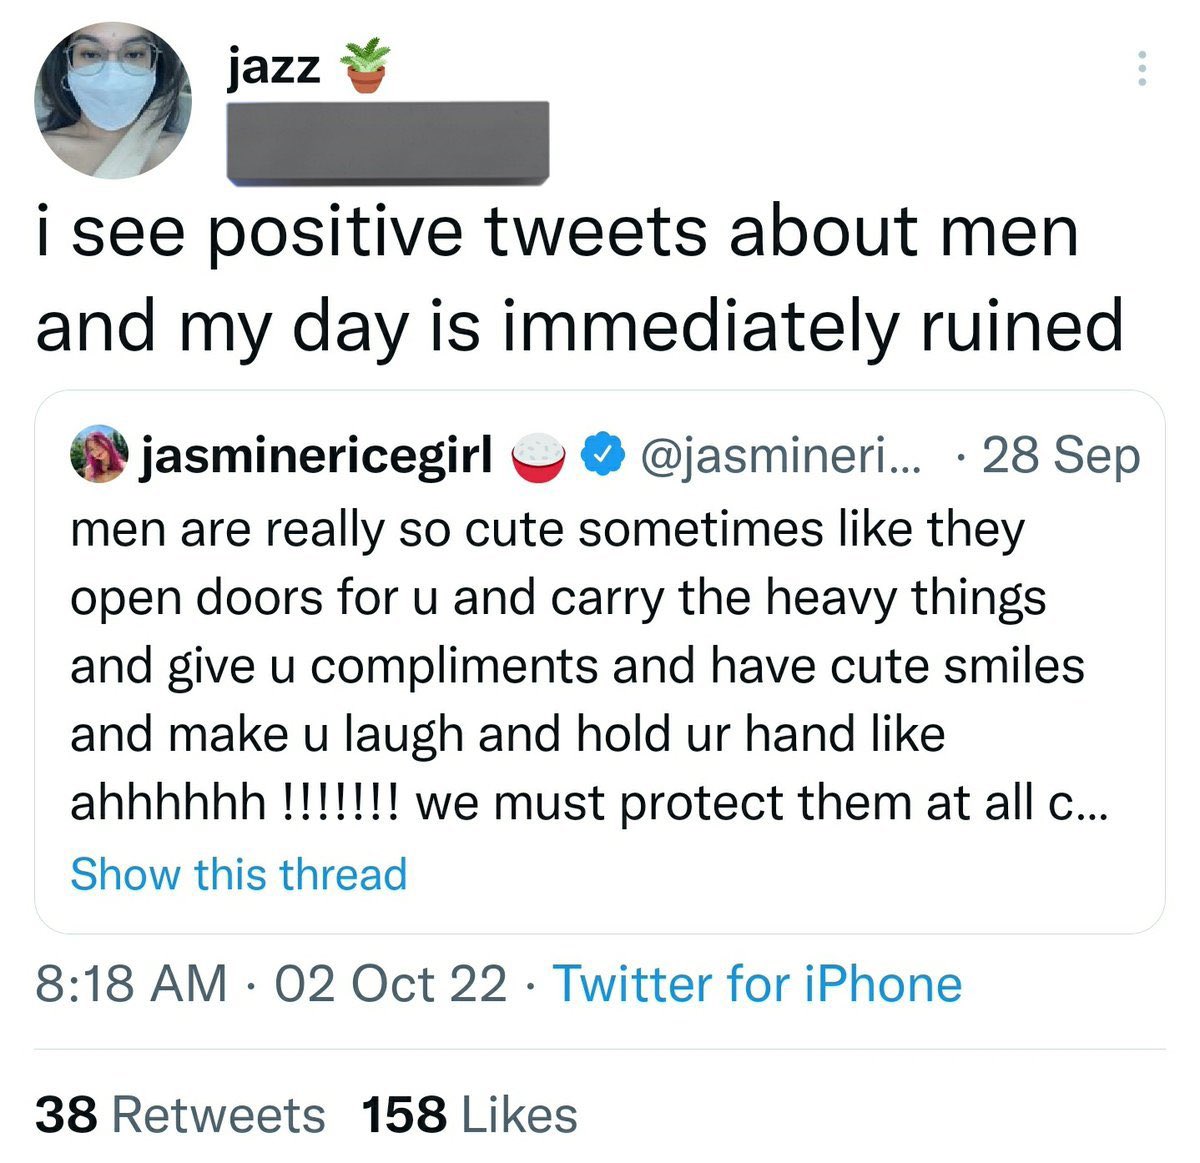 jazz 🪴
i see positive tweets about men
and my day is immediately ruined
jasminericegirl 🍚 @jasmineri... · 28 Sep
men are really so cute sometimes like they
open doors for u and carry the heavy things
and give u compliments and have cute smiles
and make u laugh and hold ur hand like
ahhhhhh !!!!!!! we must protect them at all c...
Show this thread
8:18 AM · 02 Oct 22 · Twitter for iPhone
38 Retweets 158 Likes